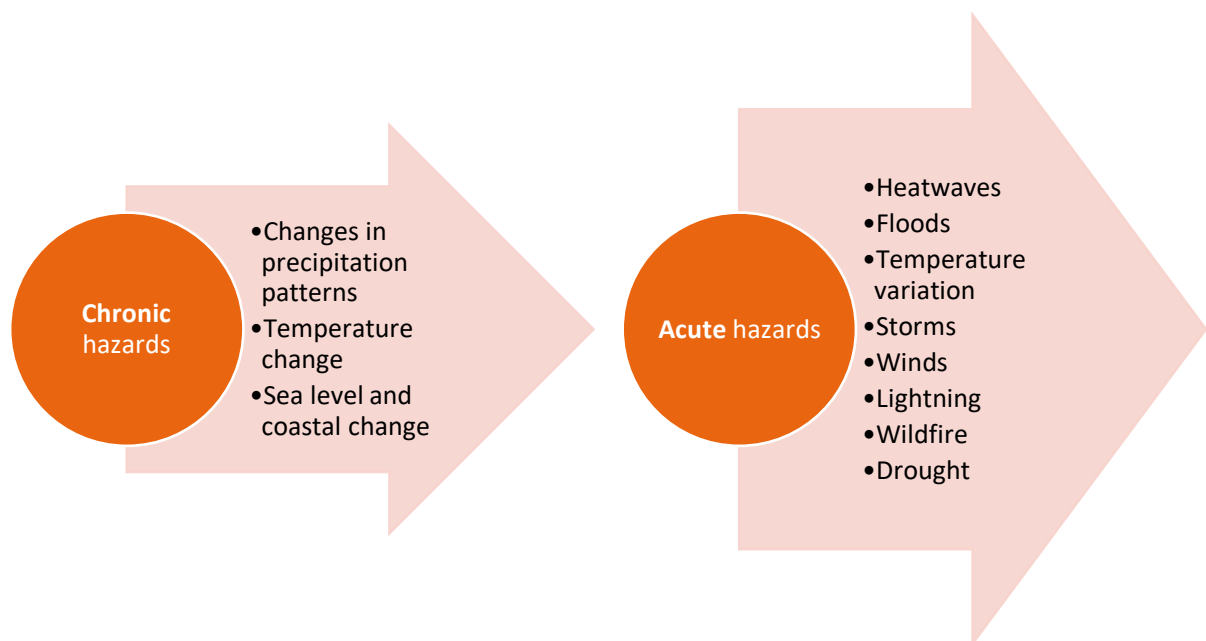 Chronic
hazards
•Changes in
precipitation
patterns
•Temperature
change
•Sea level and
coastal change
Acute hazards
•Heatwaves
•Floods
•Temperature
variation
•Storms
•Winds
•Lightning
•Wildfire
•Drought